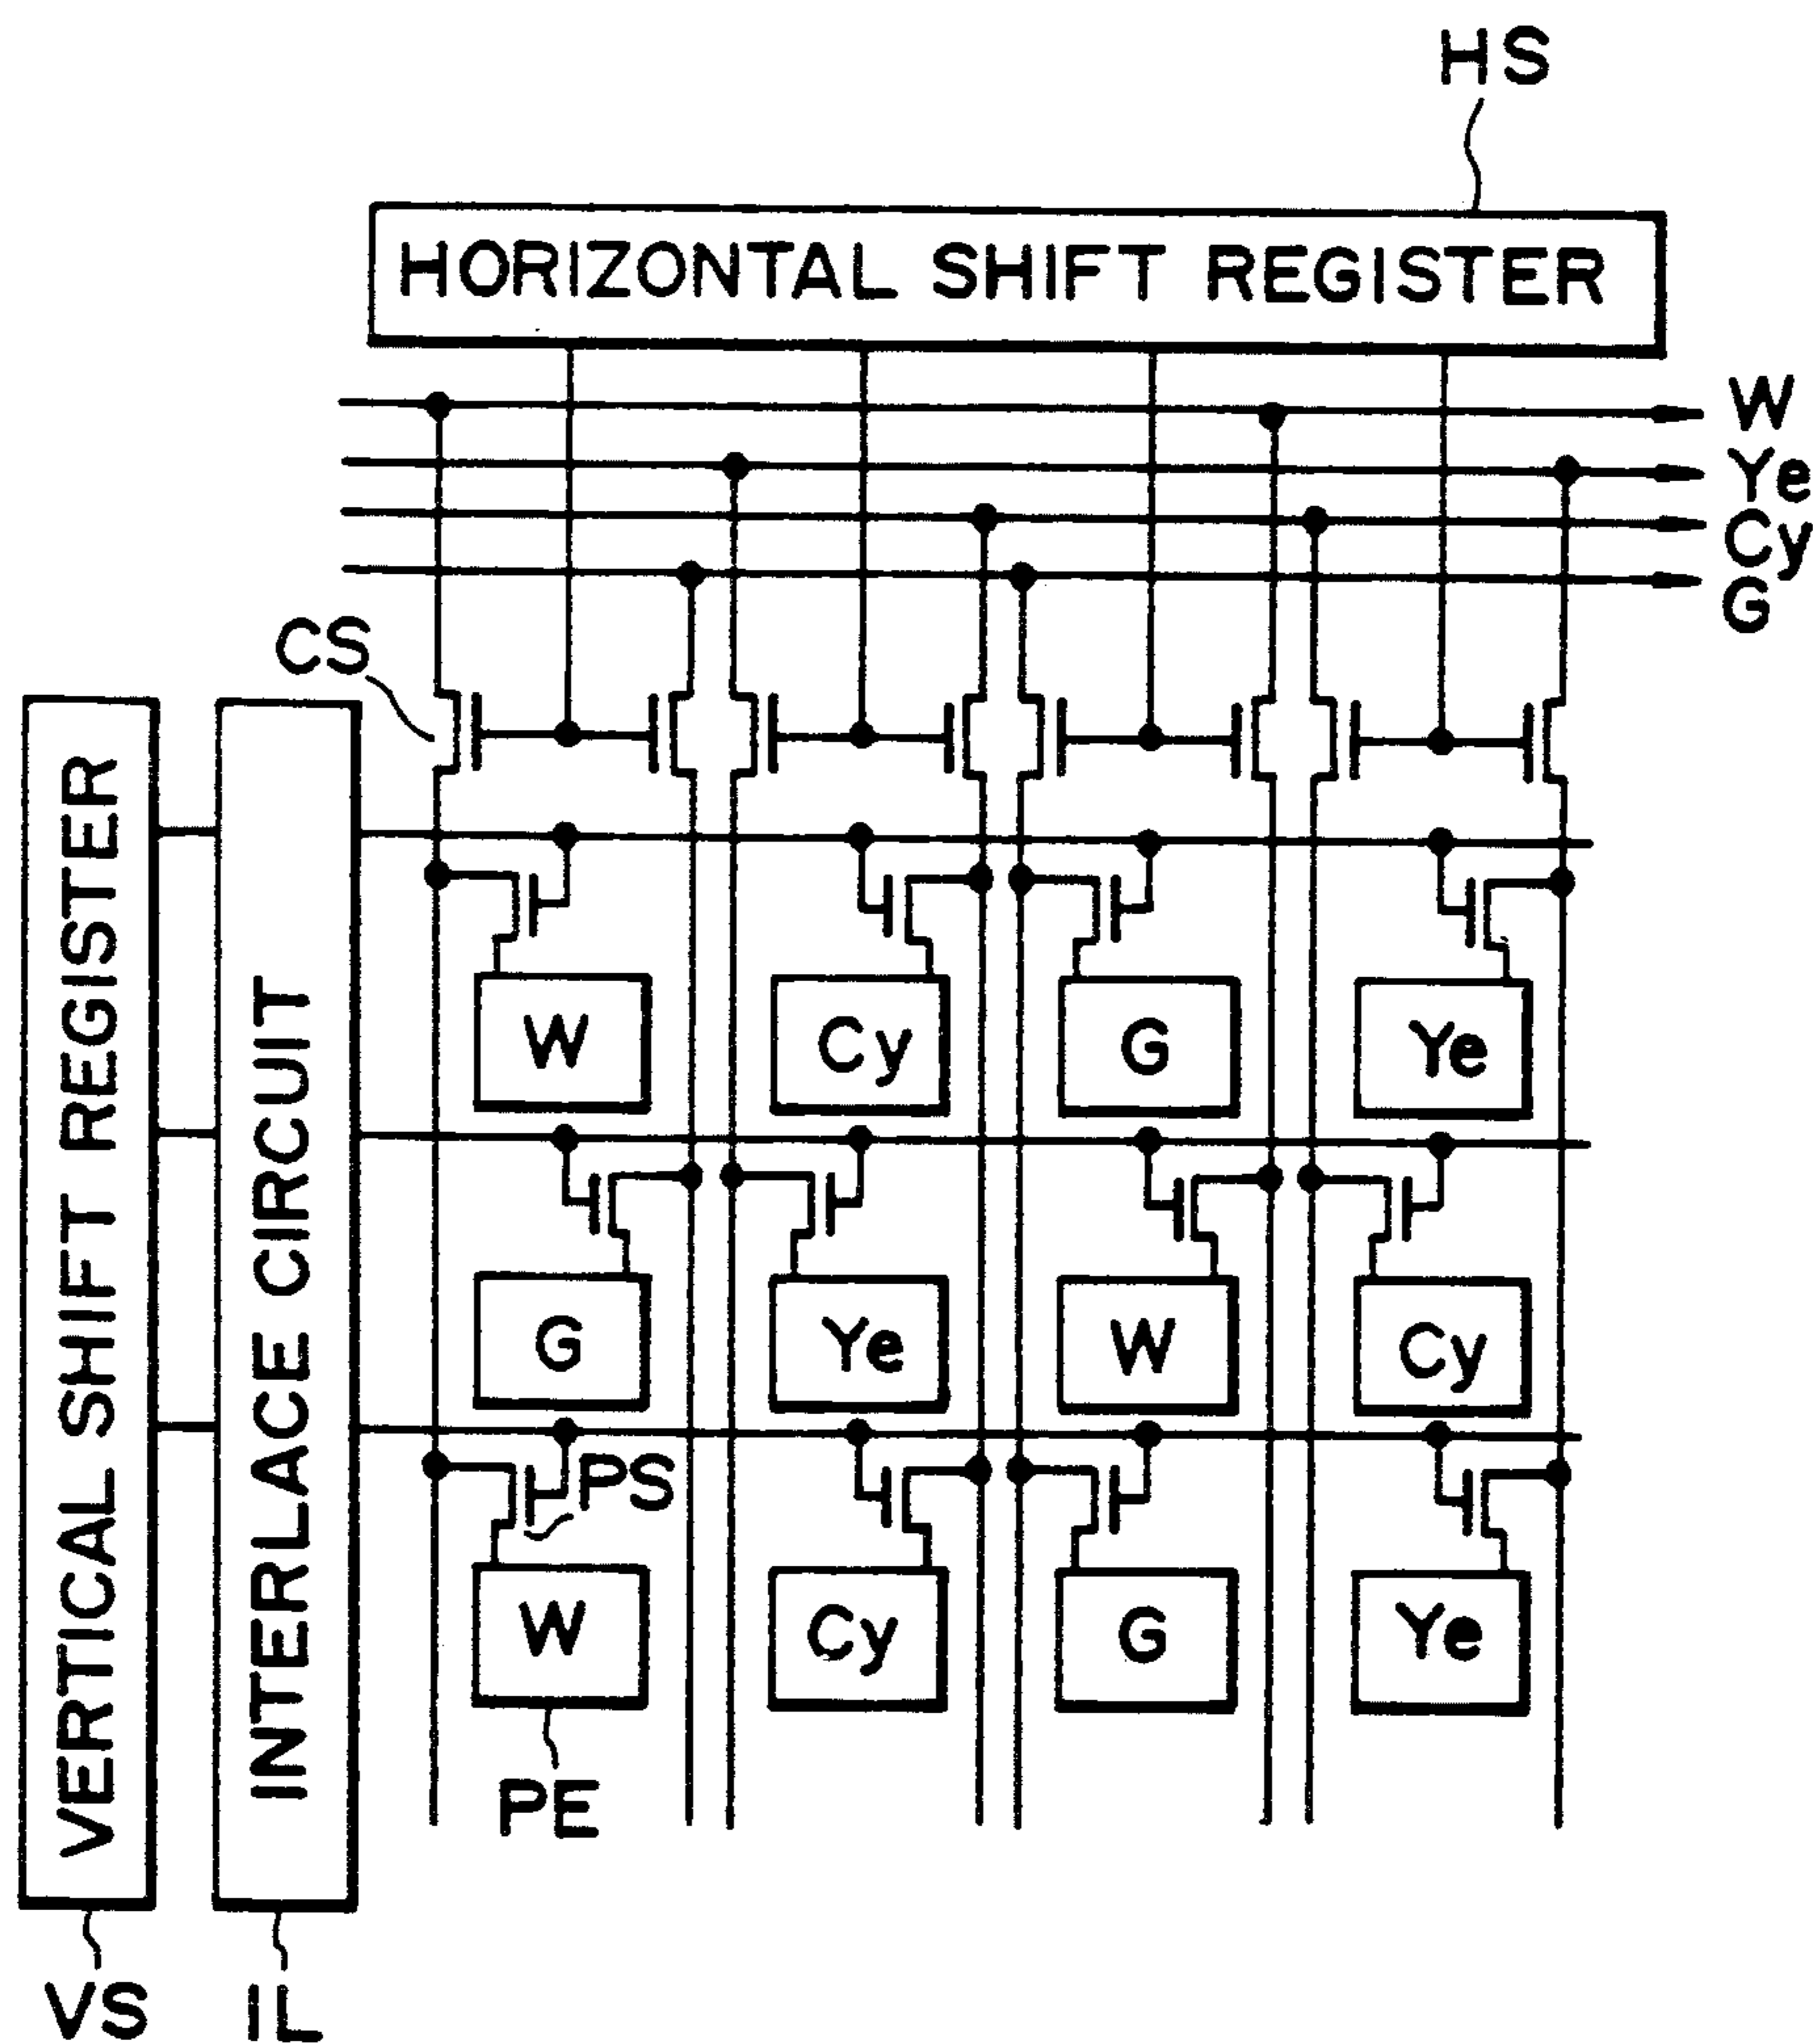 HS
HORIZONTAL SHIFT REGISTER
W
Ye
Cy
G
CS
VERTICAL SHIFT REGISTER
INTERLACE CIRCUIT
W Cy G Ye
G Ye W Cy
PS
W Cy G Ye
PE
VS IL